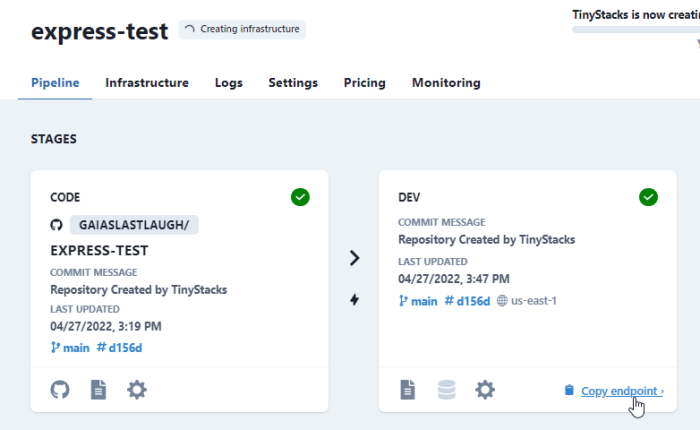 TinyStacks is now creatin
express-test
Creating infrastructure
Pipeline Infrastructure Logs Settings Pricing Monitoring
STAGES
CODE
GAIASLASTLAUGH/
EXPRESS-TEST
COMMIT MESSAGE
Repository Created by TinyStacks
LAST UPDATED
04/27/2022, 3:19 PM
main # d156d
DEV
COMMIT MESSAGE
Repository Created by TinyStacks
LAST UPDATED
04/27/2022, 3:47 PM
main # d156d us-east-1
Copy endpoint ›